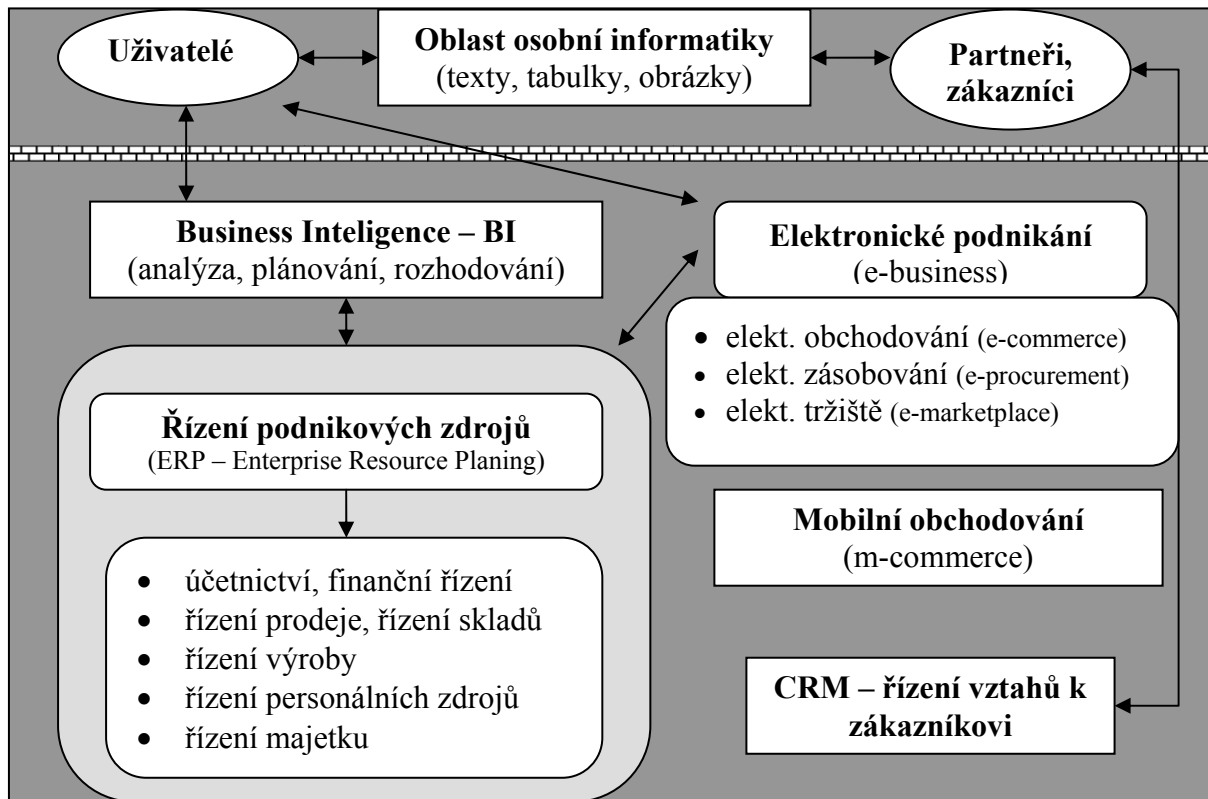 Uživatelé
Oblast osobní informatiky
(texty, tabulky, obrázky)
Partneři,
zákazníci
Business Inteligence – BI
(analýza, plánování, rozhodování)
Elektronické podnikání
(e-business)
• elekt. obchodování (e-commerce)
• elekt. zásobování (e-procurement)
• elekt. tržiště (e-marketplace)
Řízení podnikových zdrojů
(ERP – Enterprise Resource Planing)
• účetnictví, finanční řízení
• řízení prodeje, řízení skladů
• řízení výroby
• řízení personálních zdrojů
• řízení majetku
Mobilní obchodování
(m-commerce)
CRM – řízení vztahů k
zákazníkovi